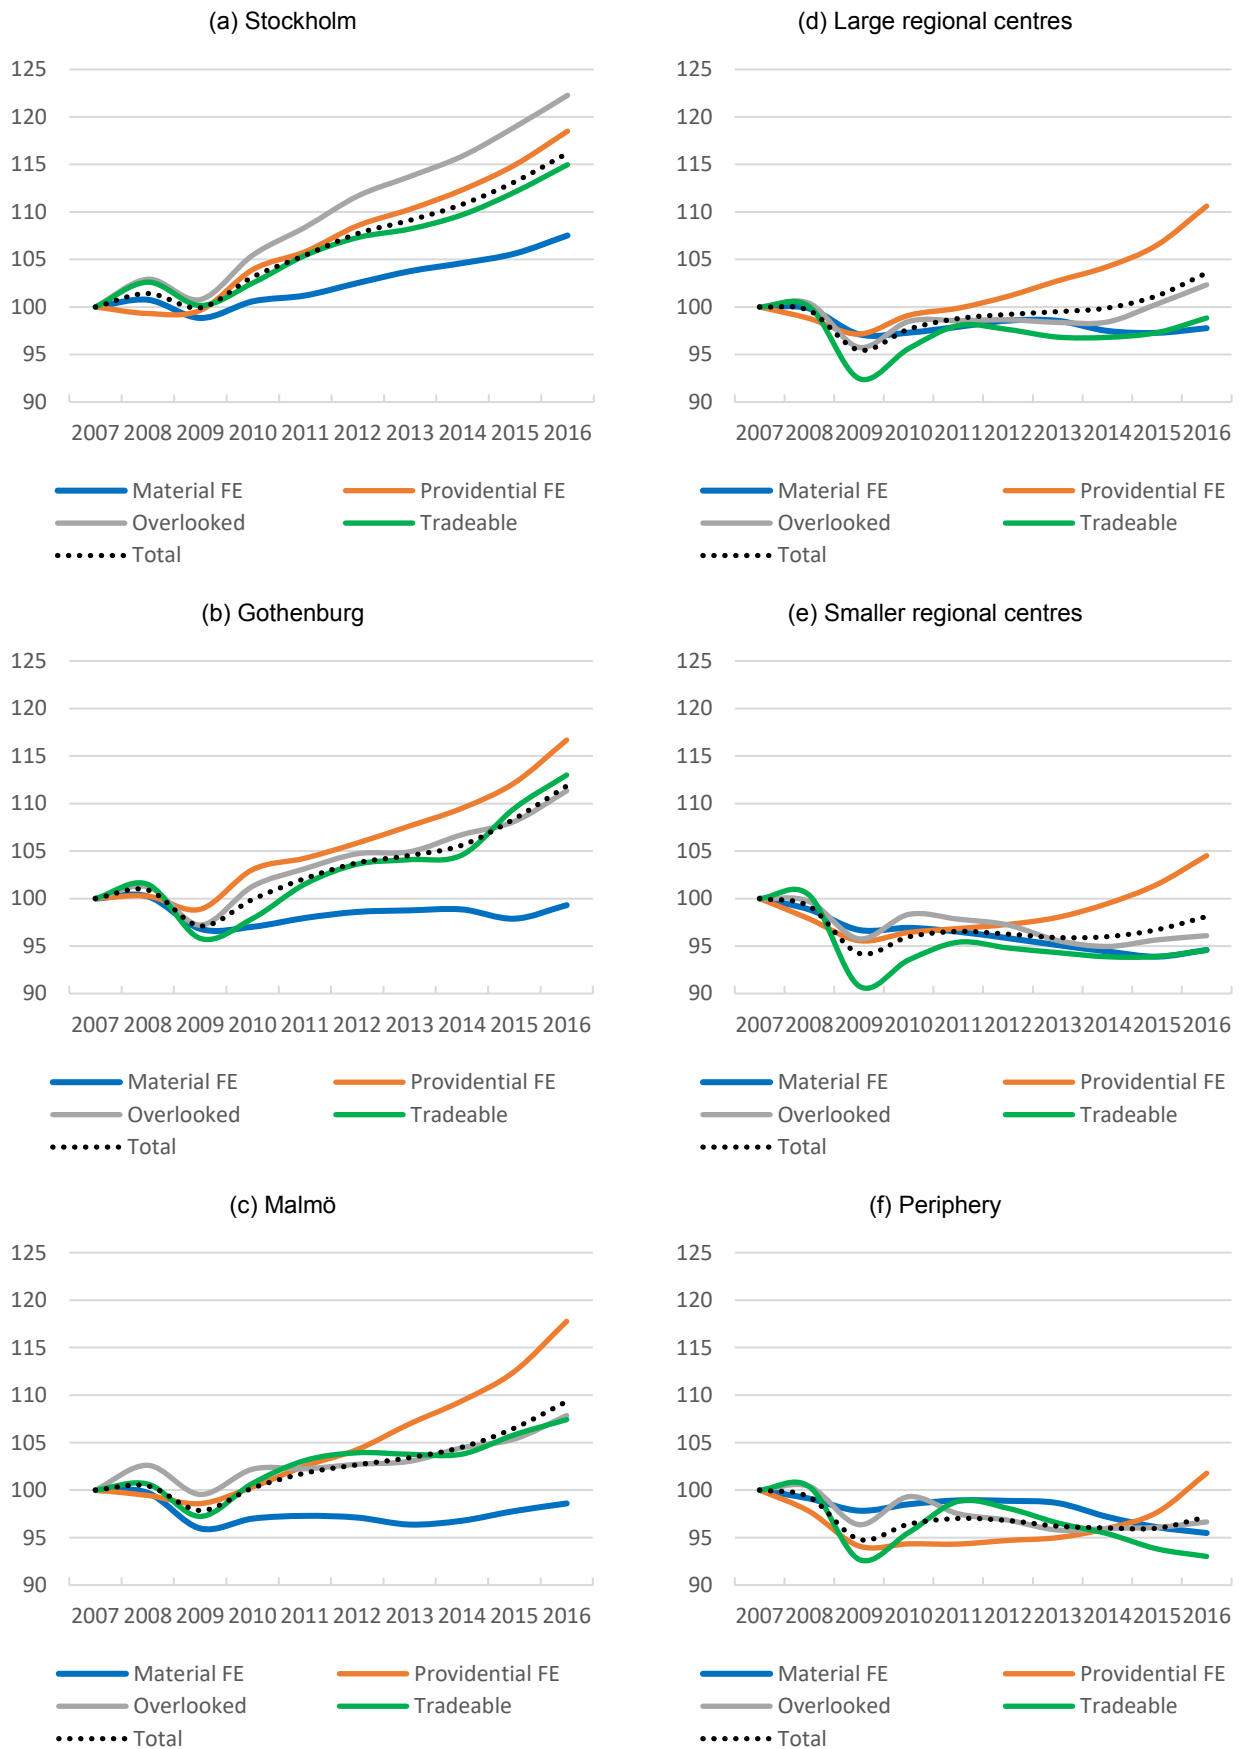 (a) Stockholm
125
120
115
110
105
100
95
90
2007 2008 2009 2010 2011 2012 2013 2014 2015 2016
Material FE Providential FE
Overlooked Tradeable
Total
(b) Gothenburg
125
120
115
110
105
100
95
90
2007 2008 2009 2010 2011 2012 2013 2014 2015 2016
Material FE Providential FE
Overlooked Tradeable
Total
(c) Malmö
125
120
115
110
105
100
95
90
2007 2008 2009 2010 2011 2012 2013 2014 2015 2016
Material FE Providential FE
Overlooked Tradeable
Total
(d) Large regional centres
125
120
115
110
105
100
95
90
2007 2008 2009 2010 2011 2012 2013 2014 2015 2016
Material FE Providential FE
Overlooked Tradeable
Total
(e) Smaller regional centres
125
120
115
110
105
100
95
90
2007 2008 2009 2010 2011 2012 2013 2014 2015 2016
Material FE Providential FE
Overlooked Tradeable
Total
(f) Periphery
125
120
115
110
105
100
95
90
2007 2008 2009 2010 2011 2012 2013 2014 2015 2016
Material FE Providential FE
Overlooked Tradeable
Total